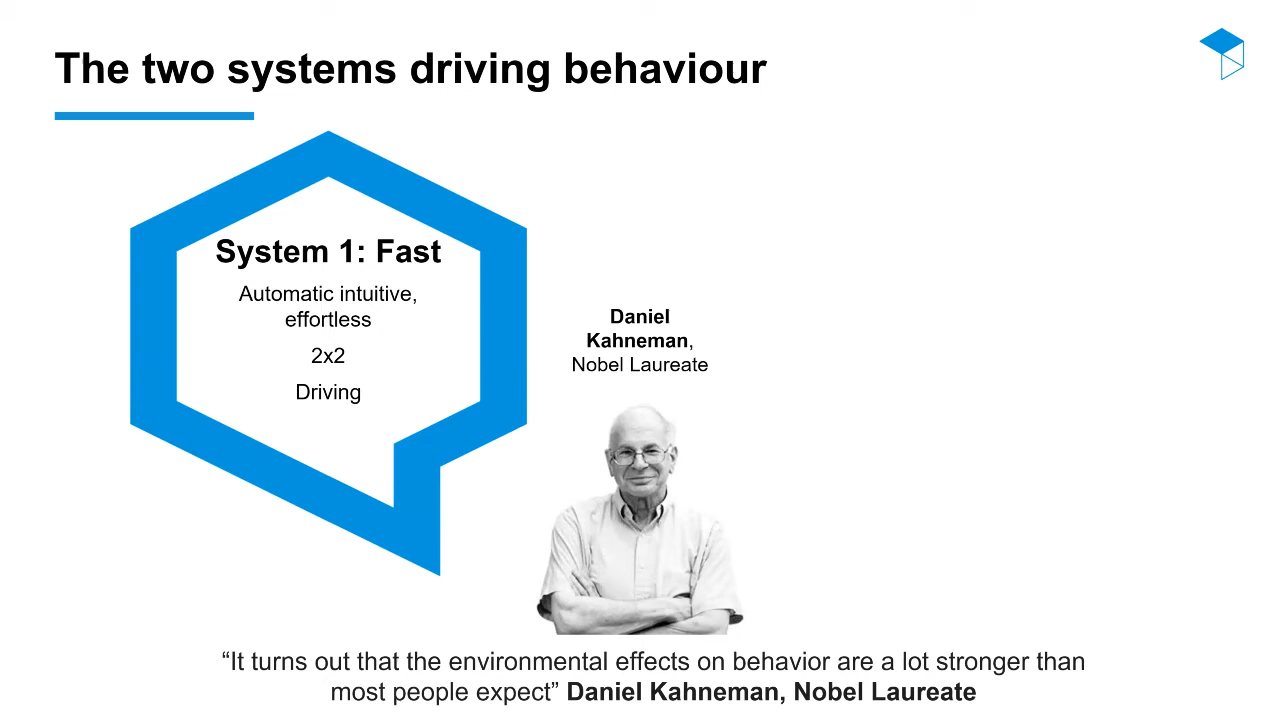 The two systems driving behaviour
System 1: Fast
Automatic intuitive,
effortless
2x2
Driving
Daniel
Kahneman,
Nobel Laureate
“It turns out that the environmental effects on behavior are a lot stronger than
most people expect” Daniel Kahneman, Nobel Laureate